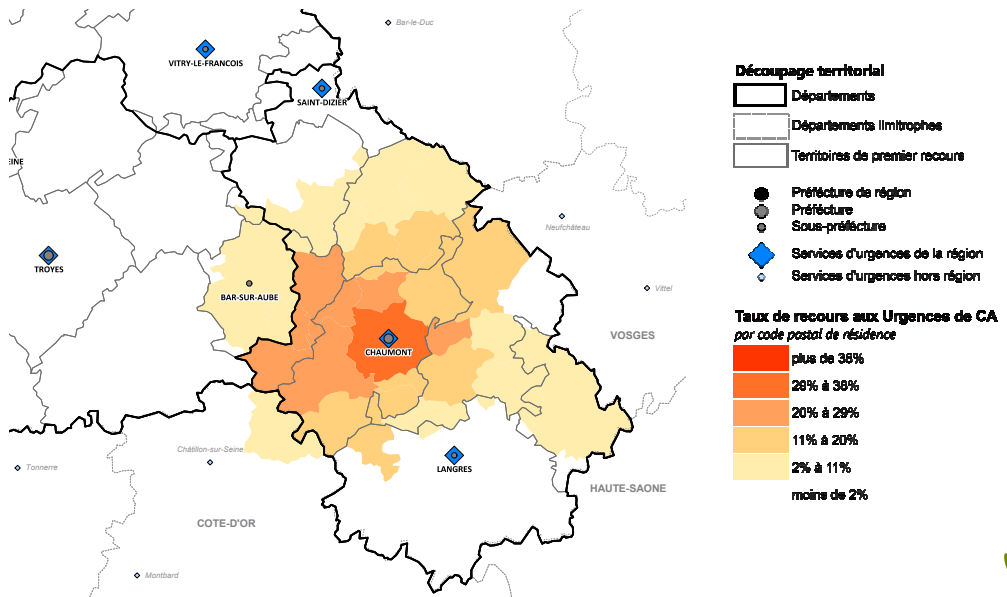 Bar-le-Duc
VITRY-LE-FRANCOIS
SAINT-DIZIER
EINE
Neufchâteau
TROYES
BAR-SUR-AUBE
Vittel
VOSGES
CHAUMONT
Châtillon-sur-Seine
Tonnerre
LANGRES
HAUTE-SAONE
COTE-D'OR
Montbard
Découpage territorial
Départements
Départements limitrophes
Territoires de premier recours
Préfécture de région
Préfécture
Sous-préfécture
Services d'urgences de la région
Services d'urgences hors région
Taux de recours aux Urgences de CA
par code postal de résidence
plus de 38%
29% à 38%
20% à 29%
11% à 20%
2% à 11%
moins de 2%